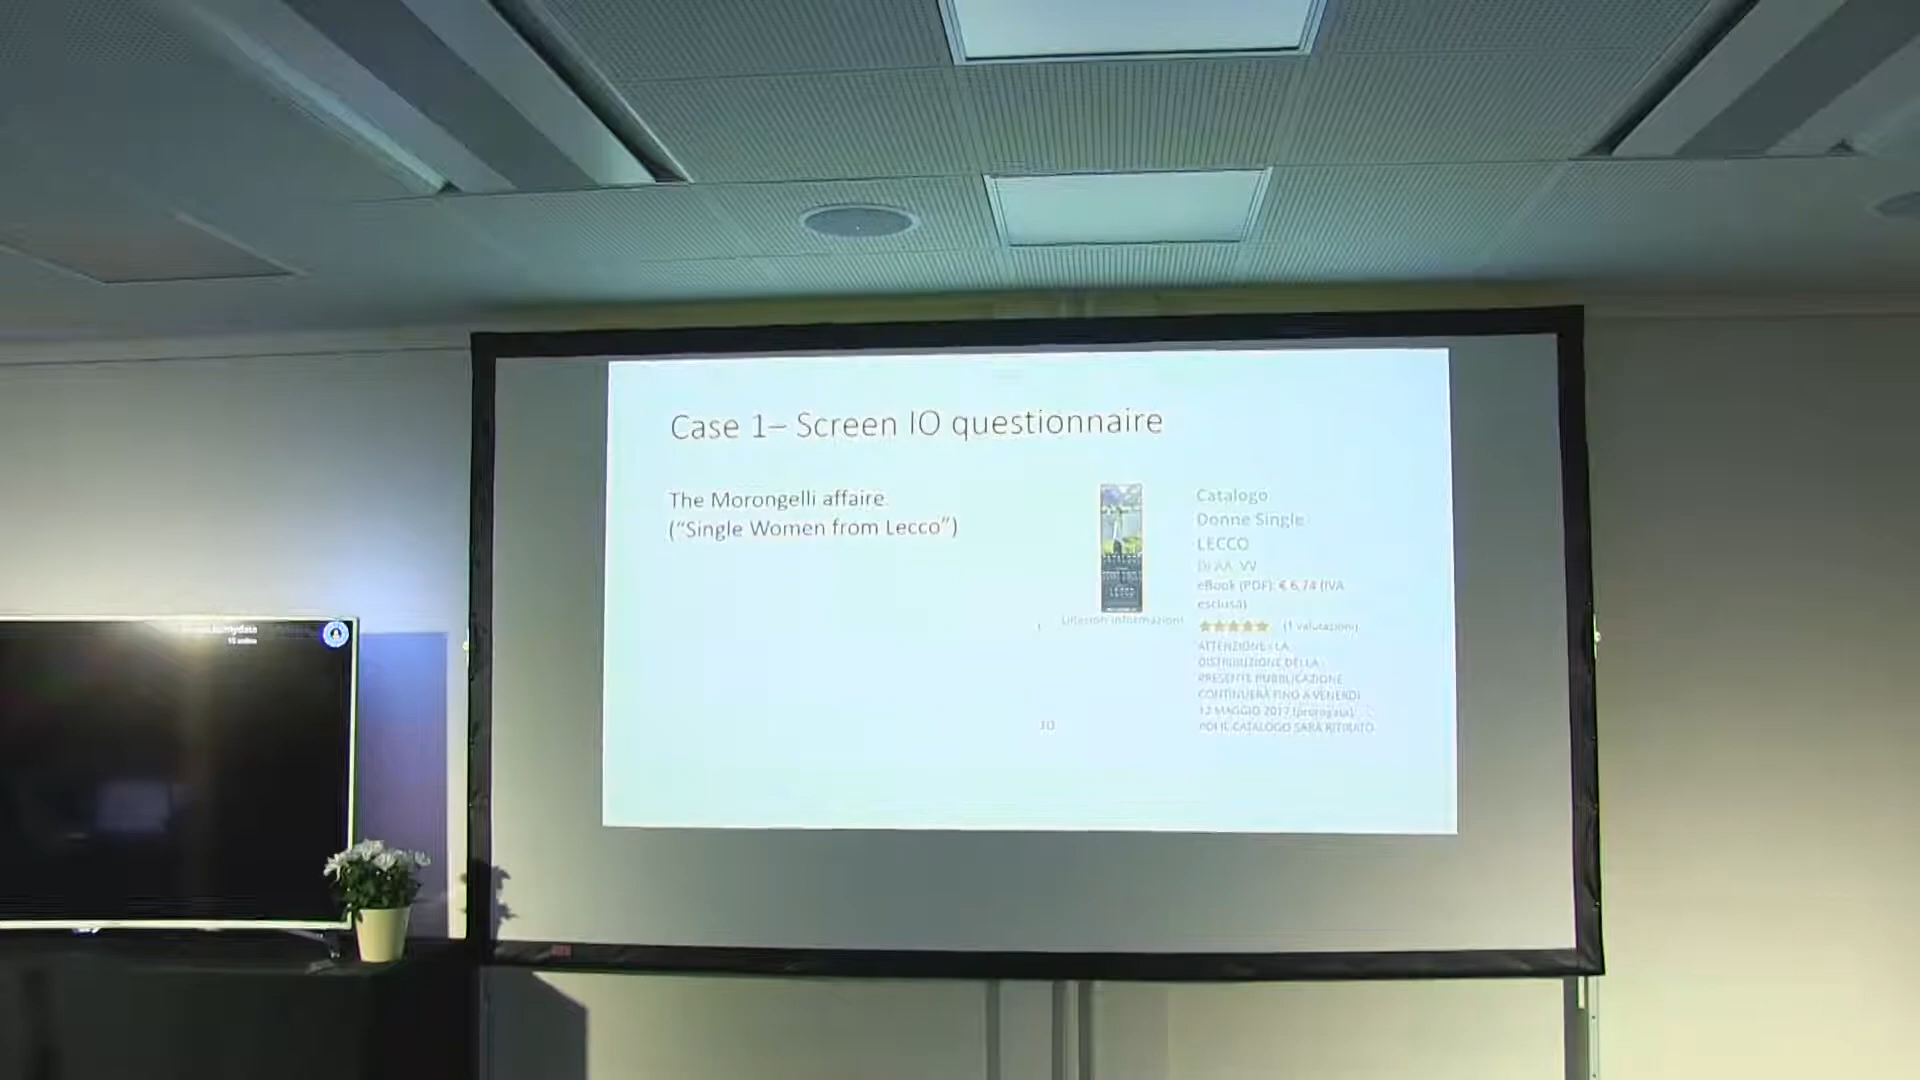 Case 1– Screen IO questionnaire
The Morongelli affaire
("Single Women from Lecco")
Catalogo
Donne Single
LECCO
Di AA. VV
eBook (PDF): € 6,74 (IVA
esclusa)
Ulteriori informazioni
(1 valutazioni)
ATTENZIONE: LA
DISTRIBUZIONE DELLA
PRESENTE PUBBLICAZIONE
CONTINUERÀ FINO A VENERDI
12 MAGGIO 2017 (prorogata).
POI IL CATALOGO SARÀ RITIRATO
10